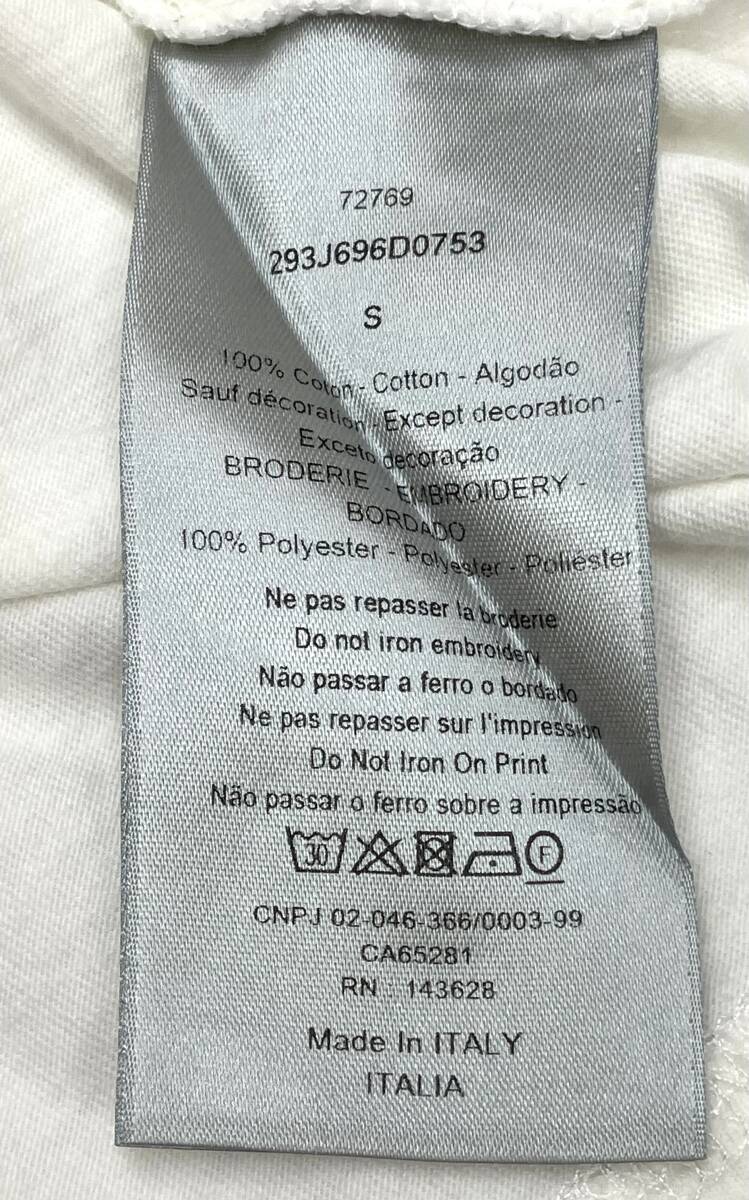 72769
293J696D0753
S
100% Coton - Cotton - Algodão
Sauf décoration - Except decoration -
Exceto decoração
BRODERIE - EMBROIDERY -
BORDADO
100% Polyester - Polyester - Poliéster
Ne pas repasser la broderie
Do not iron embroidery
Não passar a ferro o bordado
Ne pas repasser sur l'impression
Do Not Iron On Print
Não passar o ferro sobre a impressão
30 F
CNPJ 02-046-366/0003-99
CA65281
RN : 143628
Made In ITALY
ITALIA